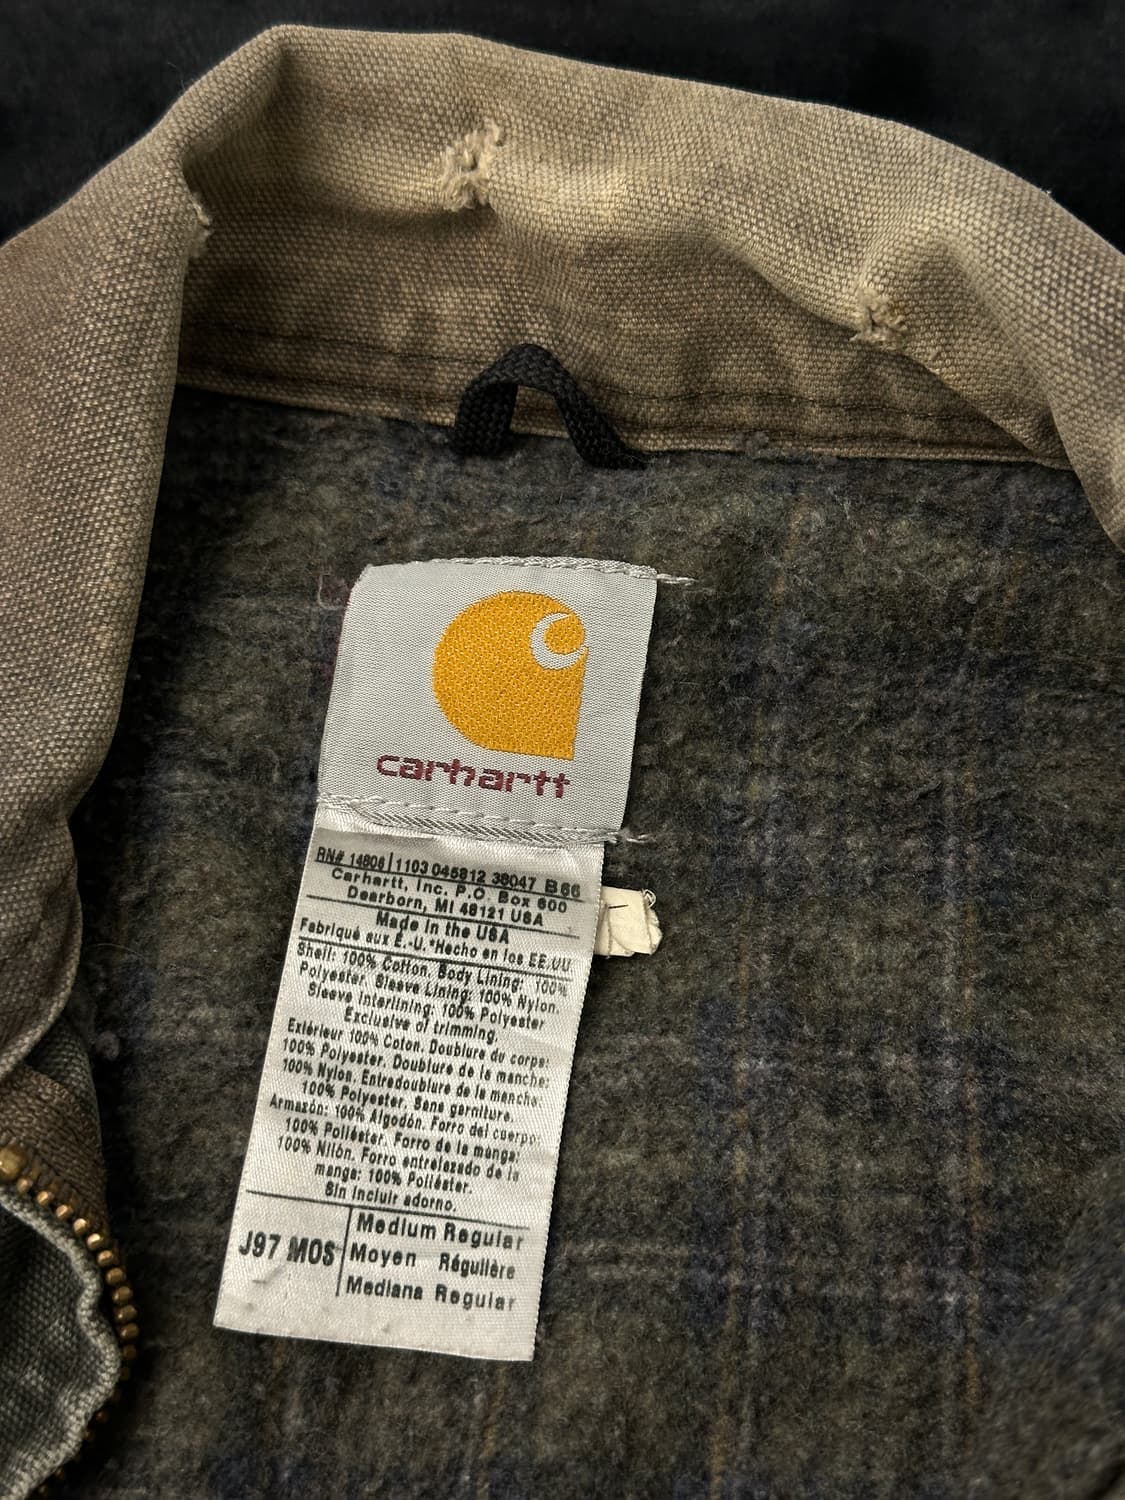 carhartt
RN# 14806 | 1103 046812 38047 B66
Carhartt, Inc. P.O. Box 600
Dearborn, MI 48121 USA
Made in the USA
Fabriqué aux É.-U. *Hecho en los EE.UU.
Shell: 100% Cotton. Body Lining: 100%
Polyester. Sleeve Lining: 100% Nylon.
Sleeve Interlining: 100% Polyester
Exclusive of trimming.
Extérieur 100% Coton. Doublure du corps:
100% Polyester. Doublure de la manche:
100% Nylon. Entredoublure de la manche:
100% Polyester. Sans garniture.
Armazón: 100% Algodón. Forro del cuerpo:
100% Poliéster. Forro de la manga:
100% Nilón. Forro entrelazado de la
manga: 100% Poliéster.
Sin incluir adorno.
J97 MOS
Medium Regular
Moyen Régulière
Mediana Regular